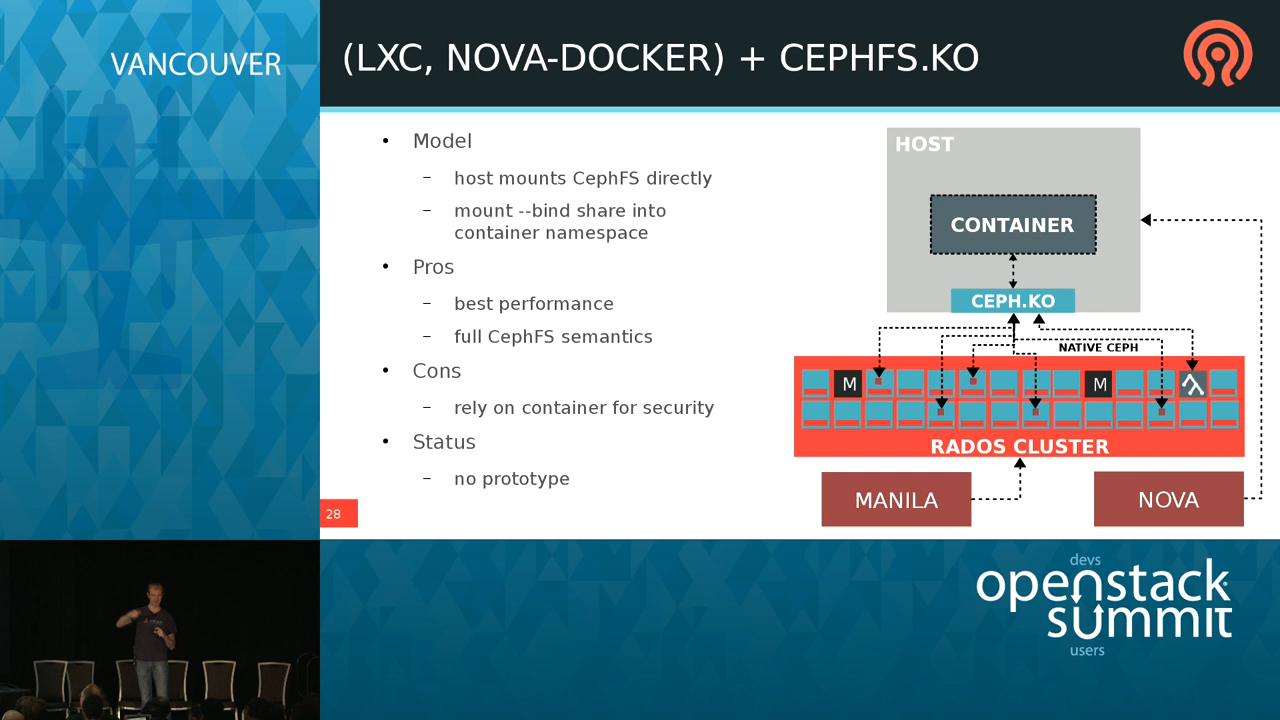 VANCOUVER
(LXC, NOVA-DOCKER) + CEPHFS.KO
• Model
– host mounts CephFS directly
– mount --bind share into
container namespace
• Pros
– best performance
– full CephFS semantics
• Cons
– rely on container for security
• Status
– no prototype
28
HOST
CONTAINER
CEPH.KO
NATIVE CEPH
M
M
RADOS CLUSTER
MANILA
NOVA
devs
openstack
summit
users